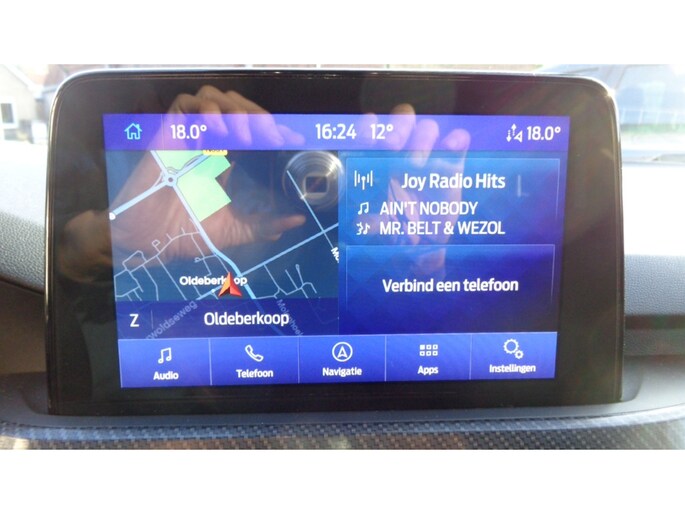 18.0° 16:24 12° 18.0°
Joy Radio Hits
AIN'T NOBODY
MR. BELT & WEZOL
Verbind een telefoon
Z Oldeberkoop
Audio Telefoon Navigatie Apps Instellingen